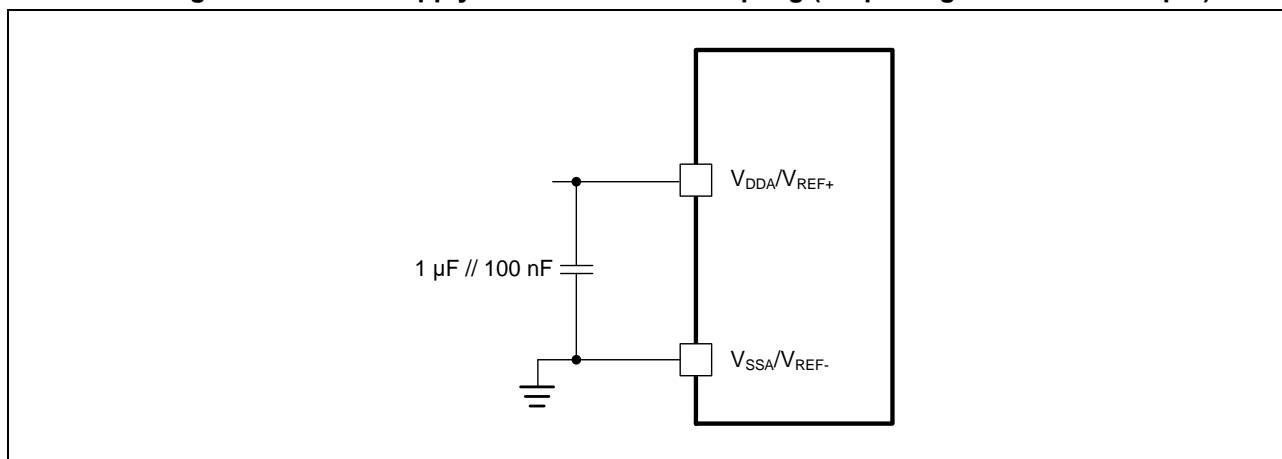 1 µF // 100 nF
V_DDA/V_REF+
V_SSA/V_REF-